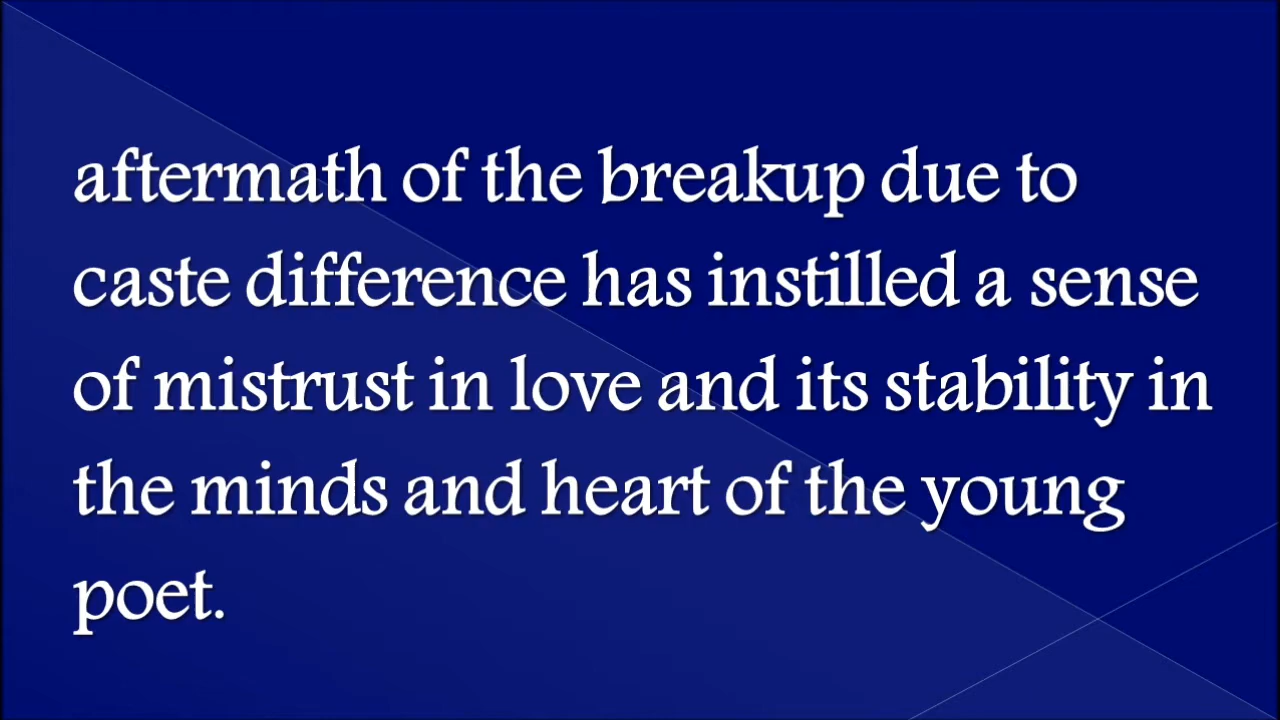 aftermath of the breakup due to
caste difference has instilled a sense
of mistrust in love and its stability in
the minds and heart of the young
poet.